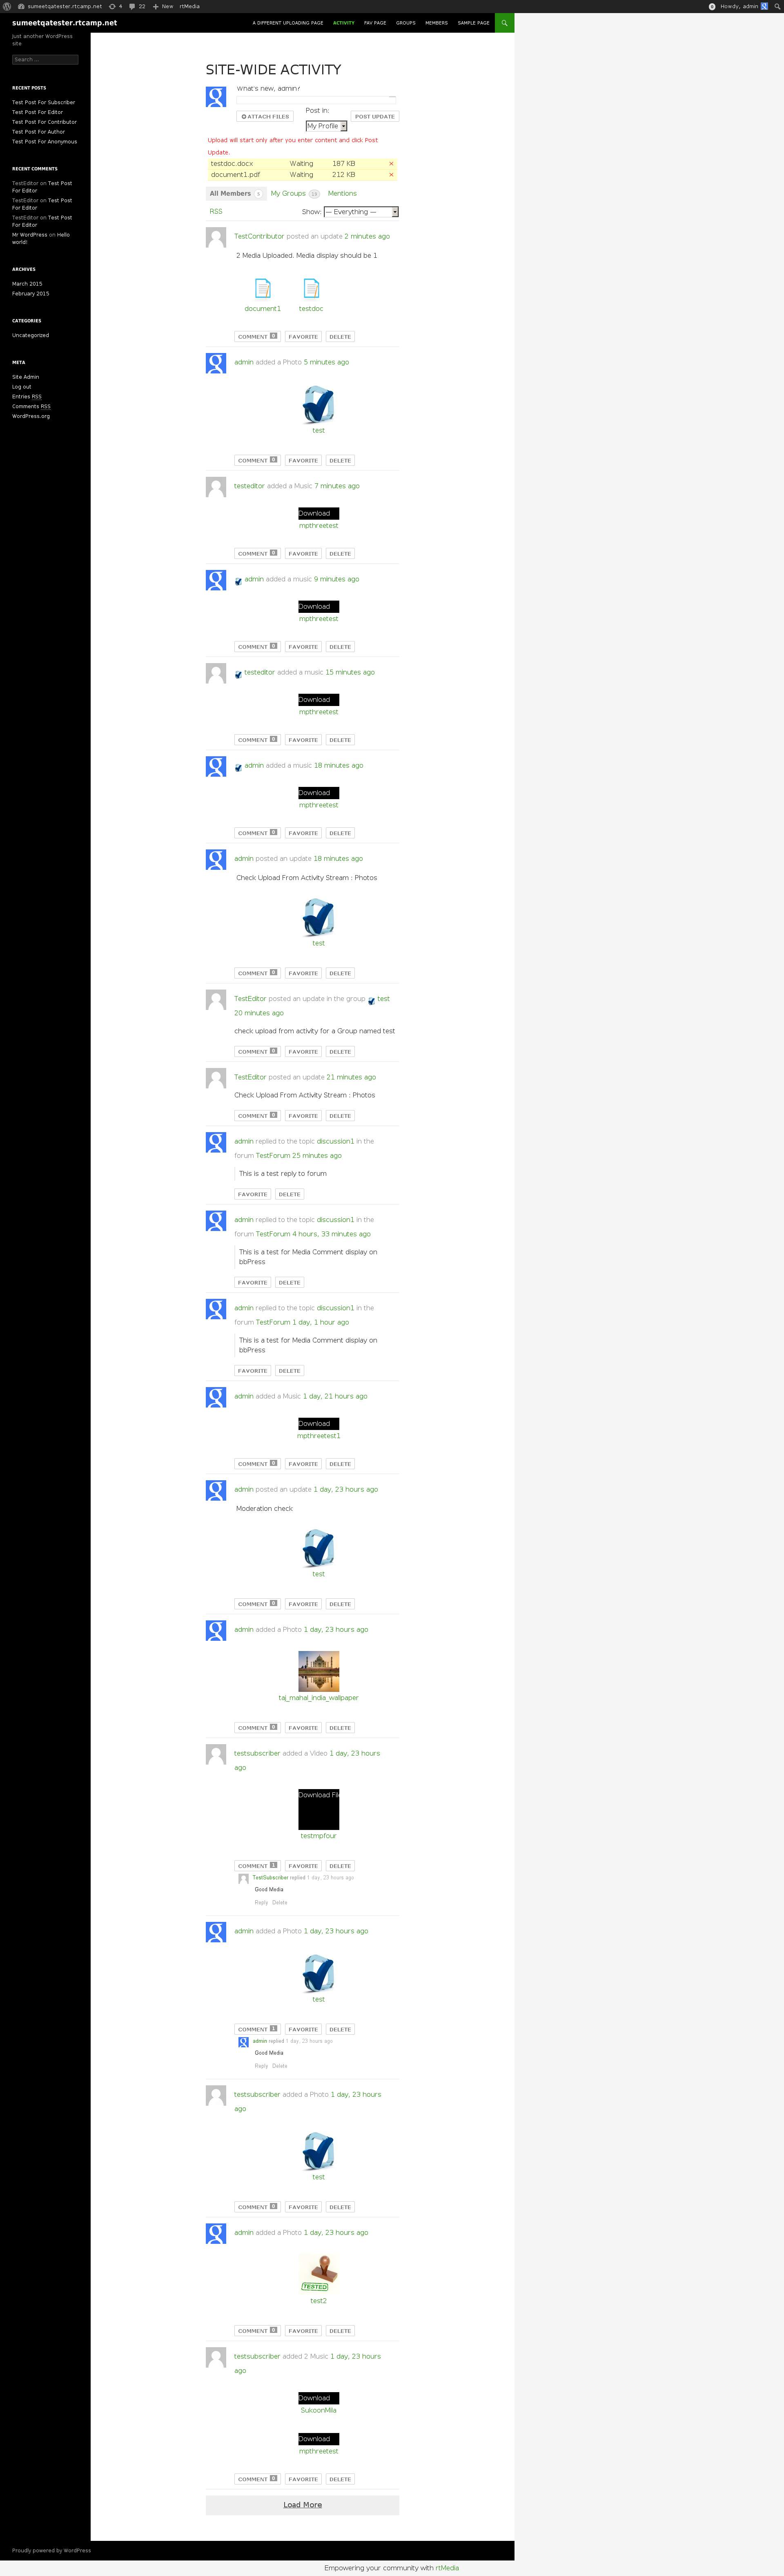 sumeetqatester.rtcamp.net 4 22 New rtMedia Howdy, admin
sumeetqatester.rtcamp.net
A DIFFERENT UPLOADING PAGE ACTIVITY FAV PAGE GROUPS MEMBERS SAMPLE PAGE
Just another WordPress
site
Search ...
RECENT POSTS
Test Post For Subscriber
Test Post For Editor
Test Post For Contributor
Test Post For Author
Test Post For Anonymous
RECENT COMMENTS
TestEditor on Test Post
For Editor
TestEditor on Test Post
For Editor
TestEditor on Test Post
For Editor
Mr WordPress on Hello
world!
ARCHIVES
March 2015
February 2015
CATEGORIES
Uncategorized
META
Site Admin
Log out
Entries RSS
Comments RSS
WordPress.org
SITE-WIDE ACTIVITY
What's new, admin?
ATTACH FILES
Post in:
My Profile
POST UPDATE
Upload will start only after you enter content and click Post
Update.
testdoc.docx Waiting 187 KB
document1.pdf Waiting 212 KB
All Members My Groups Mentions
RSS Show: — Everything —
TestContributor posted an update 2 minutes ago
2 Media Uploaded. Media display should be 1
document1 testdoc
COMMENT 0 FAVORITE DELETE
admin added a Photo 5 minutes ago
test
COMMENT 0 FAVORITE DELETE
testeditor added a Music 7 minutes ago
Download
mpthreetest
COMMENT 0 FAVORITE DELETE
admin added a music 9 minutes ago
Download
mpthreetest
COMMENT 0 FAVORITE DELETE
testeditor added a music 15 minutes ago
Download
mpthreetest
COMMENT 0 FAVORITE DELETE
admin added a music 18 minutes ago
Download
mpthreetest
COMMENT 0 FAVORITE DELETE
admin posted an update 18 minutes ago
Check Upload From Activity Stream : Photos
test
COMMENT 0 FAVORITE DELETE
TestEditor posted an update in the group test
20 minutes ago
check upload from activity for a Group named test
COMMENT 0 FAVORITE DELETE
TestEditor posted an update 21 minutes ago
Check Upload From Activity Stream : Photos
COMMENT 0 FAVORITE DELETE
admin replied to the topic discussion1 in the
forum TestForum 25 minutes ago
This is a test reply to forum
FAVORITE DELETE
admin replied to the topic discussion1 in the
forum TestForum 4 hours, 33 minutes ago
This is a test for Media Comment display on
bbPress
FAVORITE DELETE
admin replied to the topic discussion1 in the
forum TestForum 1 day, 1 hour ago
This is a test for Media Comment display on
bbPress
FAVORITE DELETE
admin added a Music 1 day, 21 hours ago
Download
mpthreetest1
COMMENT 0 FAVORITE DELETE
admin posted an update 1 day, 23 hours ago
Moderation check
test
COMMENT 0 FAVORITE DELETE
admin added a Photo 1 day, 23 hours ago
taj_mahal_india_wallpaper
COMMENT 0 FAVORITE DELETE
testsubscriber added a Video 1 day, 23 hours
ago
Download File
testmpfour
COMMENT 1 FAVORITE DELETE
TestSubscriber replied 1 day, 23 hours ago
Good Media
Reply Delete
admin added a Photo 1 day, 23 hours ago
test
COMMENT 1 FAVORITE DELETE
admin replied 1 day, 23 hours ago
Good Media
Reply Delete
testsubscriber added a Photo 1 day, 23 hours
ago
test
COMMENT 0 FAVORITE DELETE
admin added a Photo 1 day, 23 hours ago
TESTED
test2
COMMENT 0 FAVORITE DELETE
testsubscriber added 2 Music 1 day, 23 hours
ago
Download
SukoonMila
Download
mpthreetest
COMMENT 0 FAVORITE DELETE
Load More
Proudly powered by WordPress
Empowering your community with rtMedia